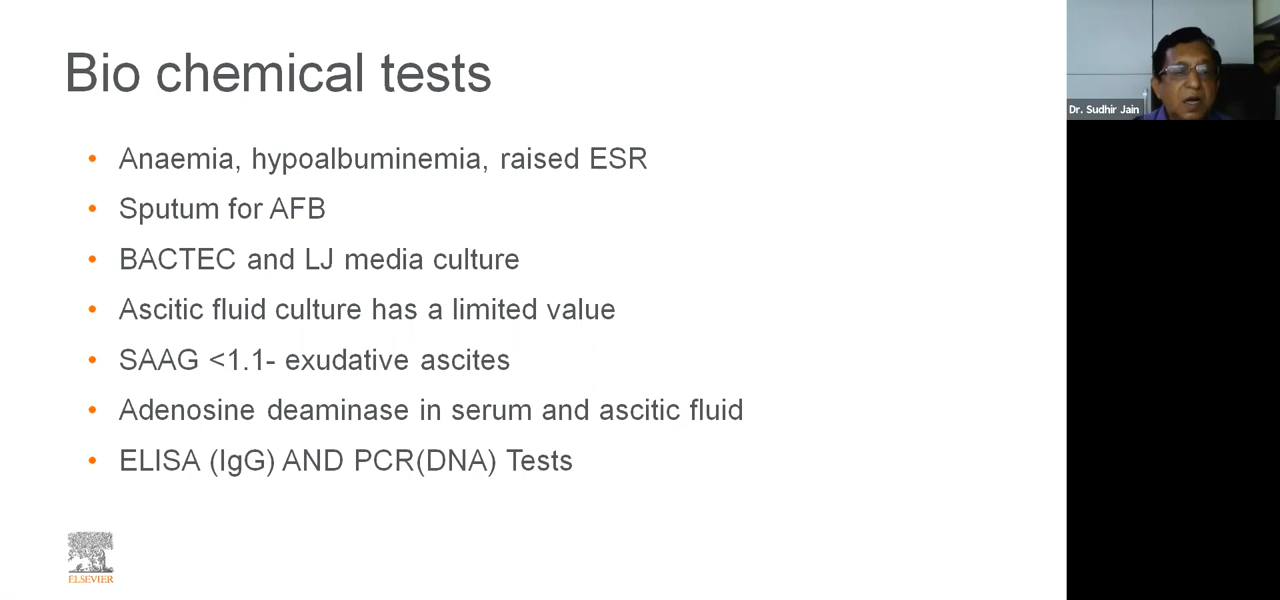 Bio chemical tests
• Anaemia, hypoalbuminemia, raised ESR
• Sputum for AFB
• BACTEC and LJ media culture
• Ascitic fluid culture has a limited value
• SAAG <1.1- exudative ascites
• Adenosine deaminase in serum and ascitic fluid
• ELISA (IgG) AND PCR(DNA) Tests
ELSEVIER
Dr. Sudhir Jain